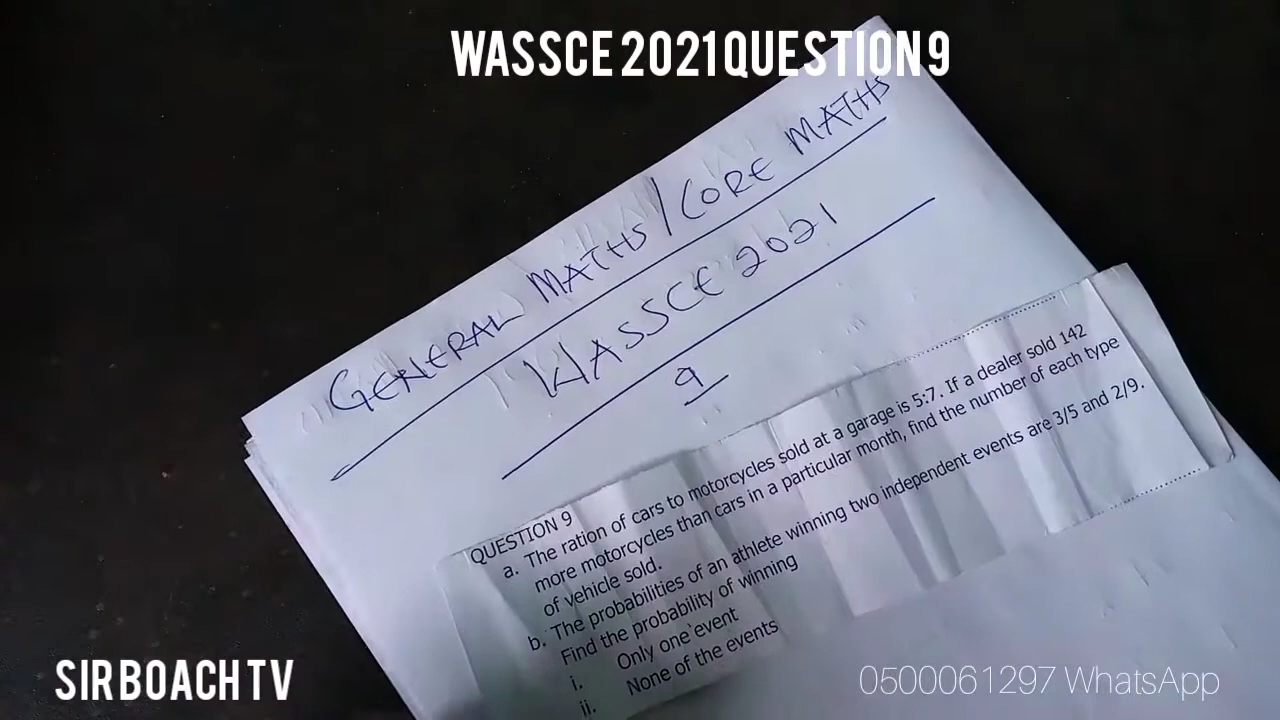 WASSCE 2021 QUESTION 9
GENERAL MATHS/CORE MATHS
WASSCE 2021
9
QUESTION 9
a. The ration of cars to motorcycles sold at a garage is 5:7. If a dealer sold 142
more motorcycles than cars in a particular month, find the number of each type
of vehicle sold.
b. The probabilities of an athlete winning two independent events are 3/5 and 2/9.
Find the probability of winning
i. Only one event
ii. None of the events
SIR BOACH TV
0500061297 WhatsApp